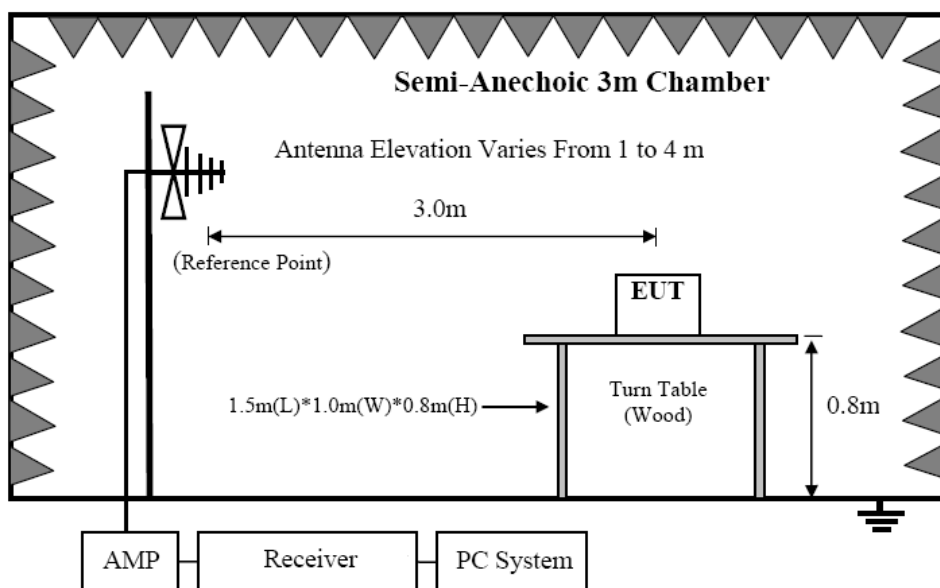 Semi-Anechoic 3m Chamber
Antenna Elevation Varies From 1 to 4 m
3.0m
(Reference Point)
EUT
1.5m(L)*1.0m(W)*0.8m(H)
Turn Table
(Wood)
0.8m
AMP
Receiver
PC System